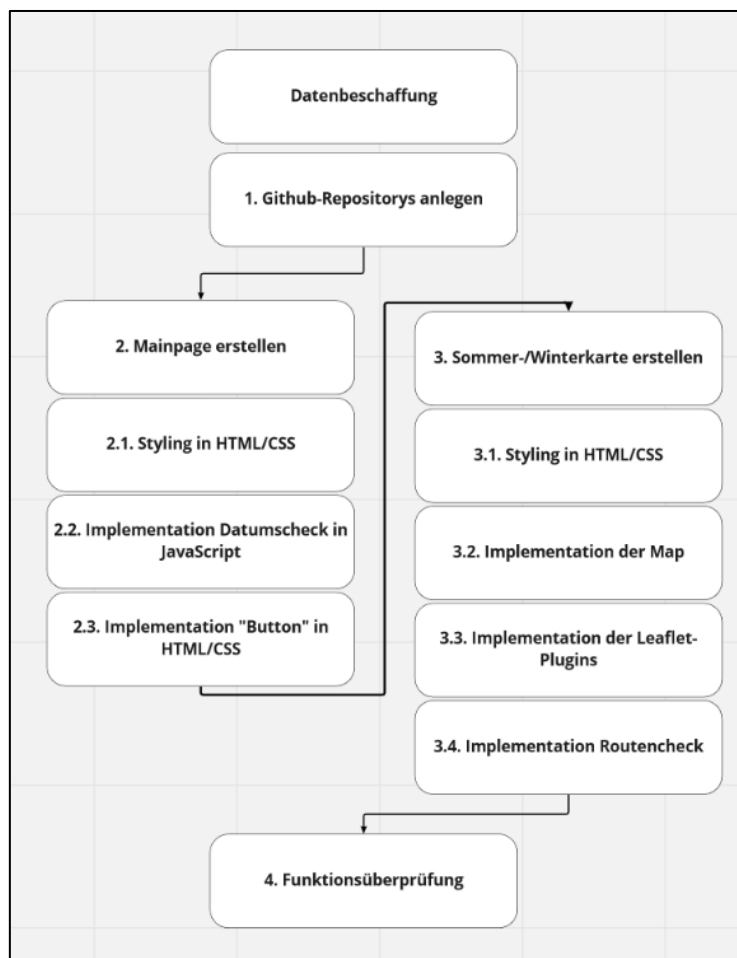 Datenbeschaffung
1. Github-Repositorys anlegen
2. Mainpage erstellen
2.1. Styling in HTML/CSS
2.2. Implementation Datumscheck in
JavaScript
2.3. Implementation "Button" in
HTML/CSS
3. Sommer-/Winterkarte erstellen
3.1. Styling in HTML/CSS
3.2. Implementation der Map
3.3. Implementation der Leaflet-
Plugins
3.4. Implementation Routencheck
4. Funktionsüberprüfung